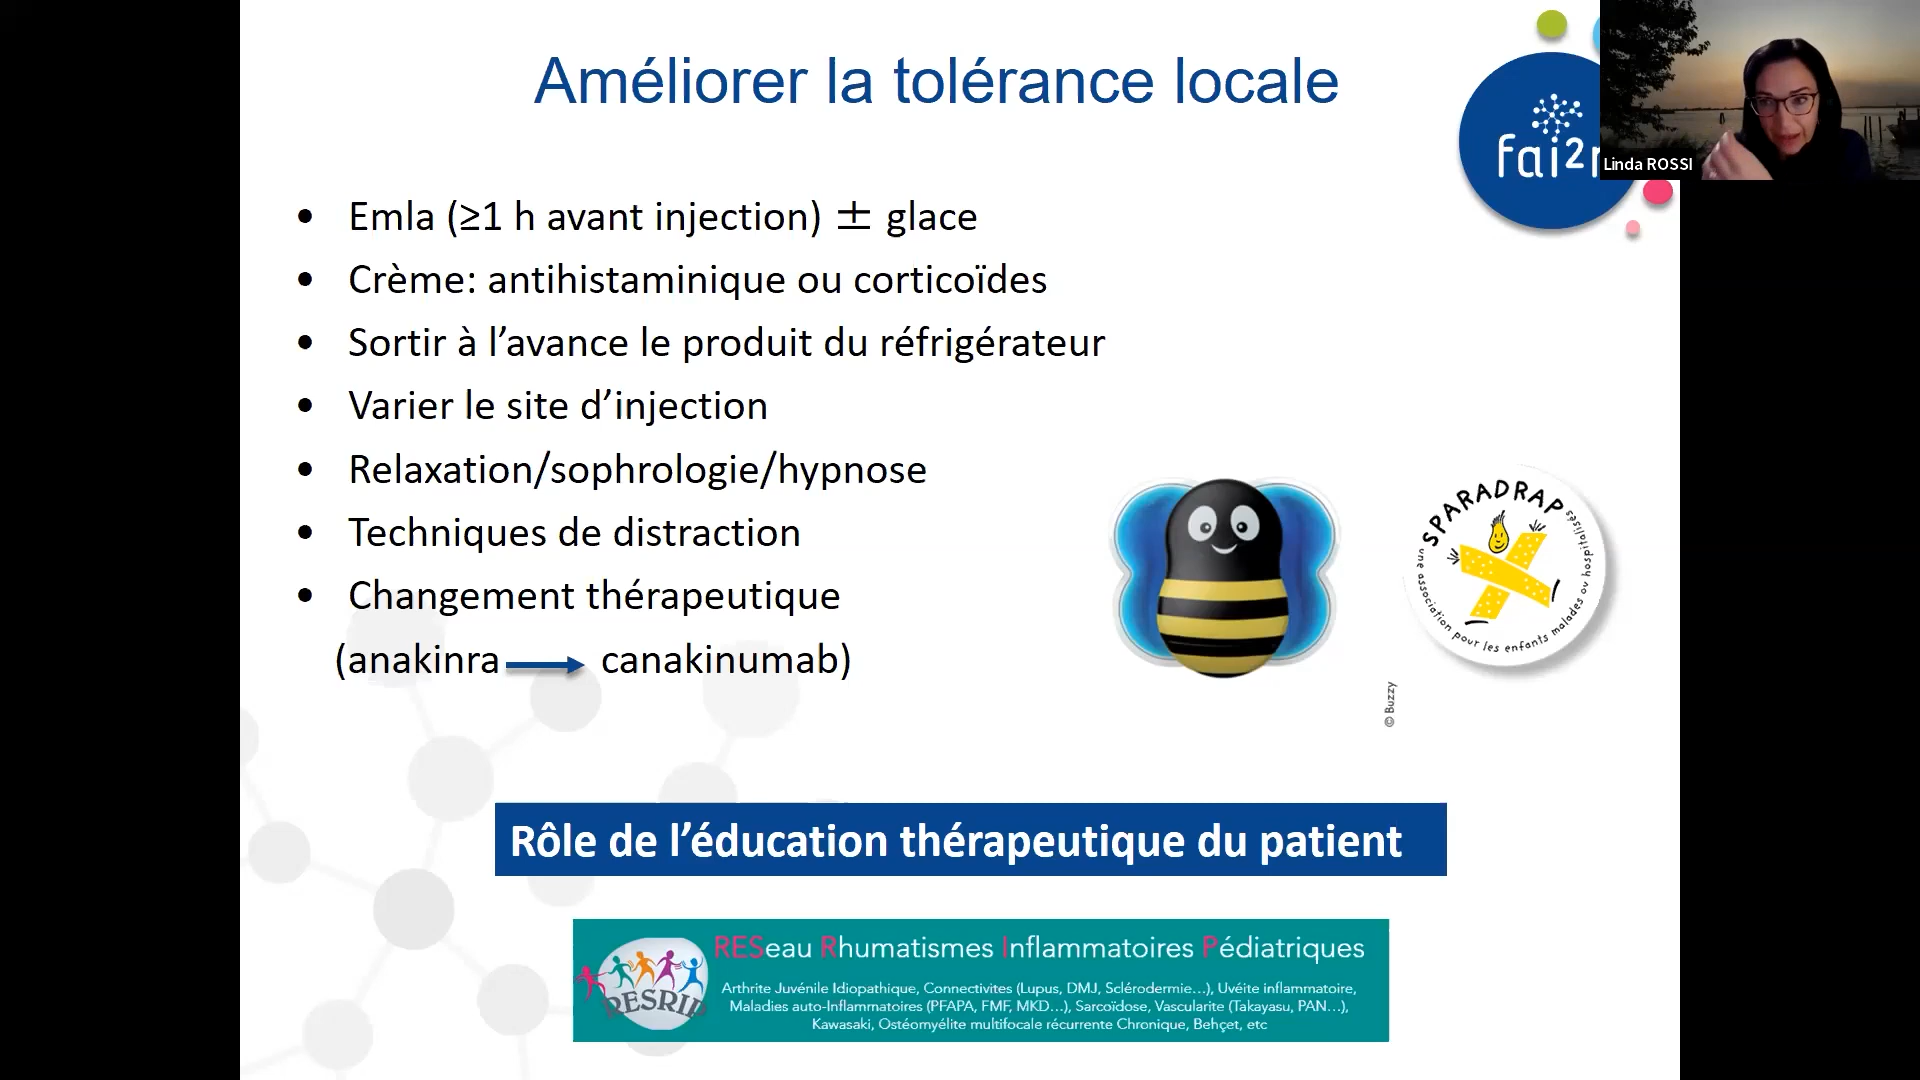 Améliorer la tolérance locale
fai²r
Linda ROSSI
• Emla (≥1 h avant injection) ± glace
• Crème: antihistaminique ou corticoïdes
• Sortir à l’avance le produit du réfrigérateur
• Varier le site d’injection
• Relaxation/sophrologie/hypnose
• Techniques de distraction
• Changement thérapeutique
(anakinra → canakinumab)
SPARADRAP
une association pour les enfants malades ou hospitalisés
© Buzzy
Rôle de l’éducation thérapeutique du patient
RESRIP
RESeau Rhumatismes Inflammatoires Pédiatriques
Arthrite Juvénile Idiopathique, Connectivites (Lupus, DMJ, Sclérodermie...), Uvéite inflammatoire,
Maladies auto-Inflammatoires (PFAPA, FMF, MKD...), Sarcoïdose, Vascularite (Takayasu, PAN...),
Kawasaki, Ostéomyélite multifocale récurrente Chronique, Behçet, etc